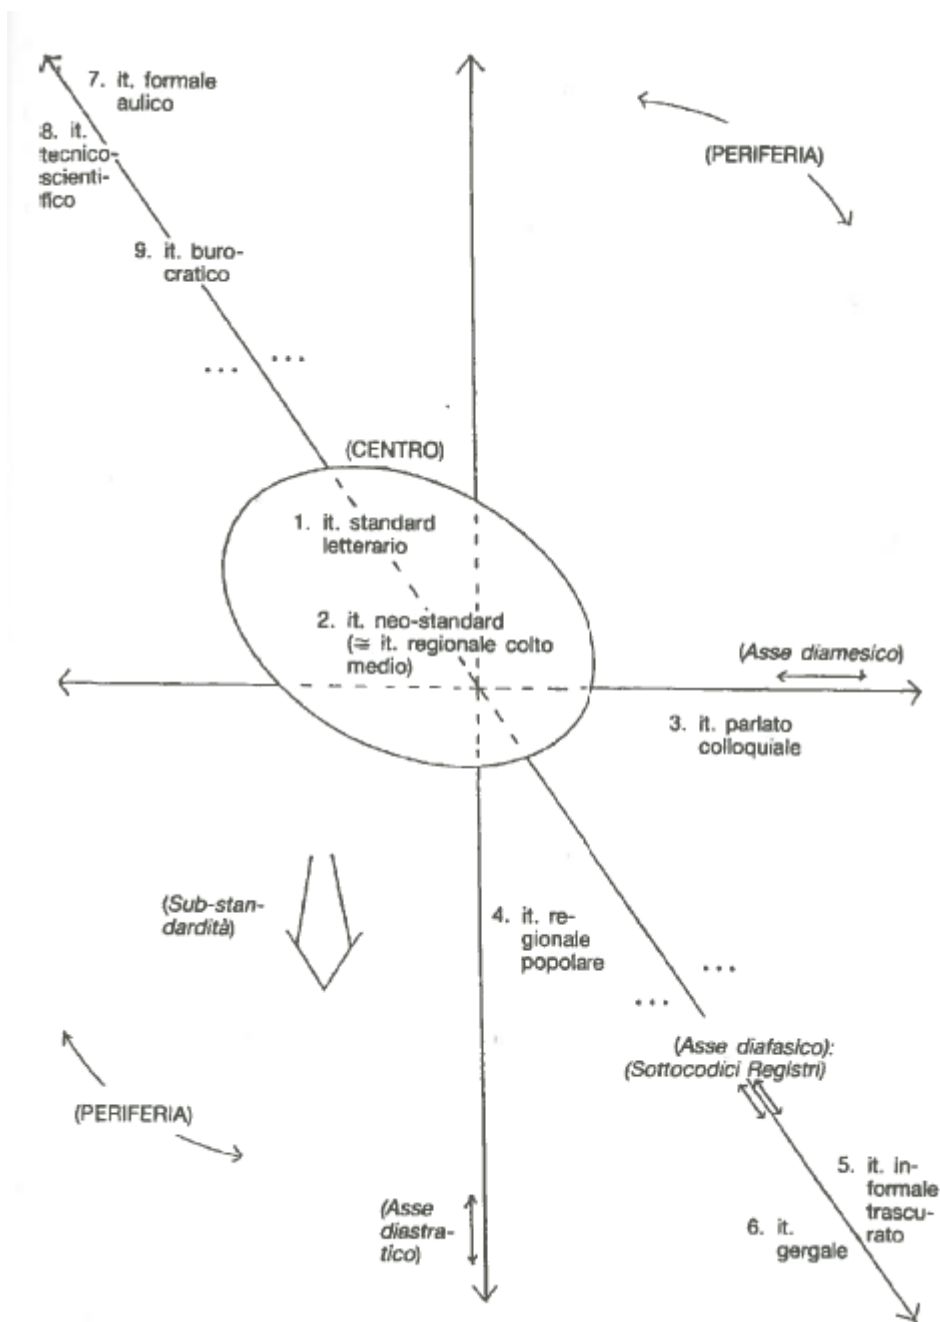 7. it. formale
aulico
8. it.
tecnico-
scienti-
fico
(PERIFERIA)
9. it. buro-
cratico
... ...
(CENTRO)
1. it. standard
letterario
2. it. neo-standard
(≅ it. regionale colto
medio)
(Asse diamesico)
3. it. parlato
colloquiale
(Sub-stan-
dardità)
4. it. re-
gionale
popolare
... ...
(Asse diafasico):
(Sottocodici Registri)
(PERIFERIA)
5. it. in-
formale
trascu-
rato
6. it.
gergale
(Asse
diastra-
tico)